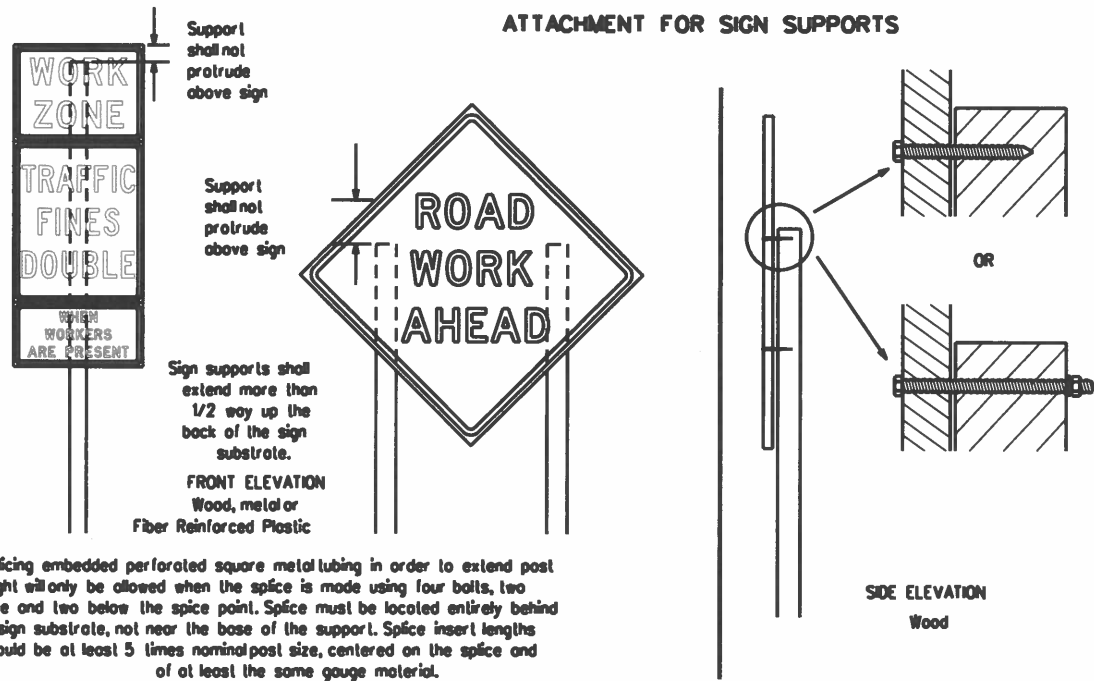 ATTACHMENT FOR SIGN SUPPORTS
Support
shall not
protrude
above sign
WORK
ZONE
TRAFFIC
FINES
DOUBLE
WHEN
WORKERS
ARE PRESENT
Support
shall not
protrude
above sign
ROAD
WORK
AHEAD
Sign supports shall
extend more than
1/2 way up the
back of the sign
substrate.
FRONT ELEVATION
Wood, metal or
Fiber Reinforced Plastic
OR
SIDE ELEVATION
Wood
embedded perforated square metal tubing in order to extend post
will only be allowed when the splice is made using four bolts, two
and two below the spice point. Splice must be located entirely behind
sign substrate, not near the base of the support. Splice insert lengths
be at least 5 times nominal post size, centered on the splice and
of at least the same gauge material.